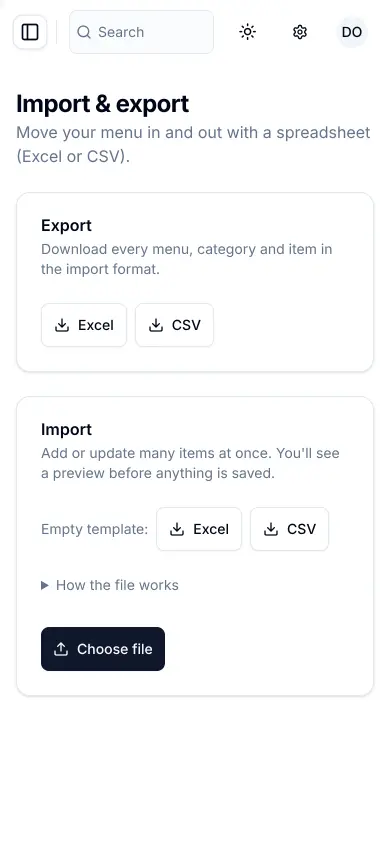 Search
DO
Import & export
Move your menu in and out with a spreadsheet
(Excel or CSV).
Export
Download every menu, category and item in
the import format.
Excel
CSV
Import
Add or update many items at once. You'll see
a preview before anything is saved.
Empty template:
Excel
CSV
How the file works
Choose file